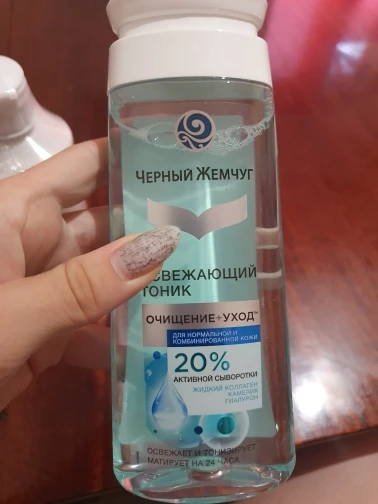 ЧЕРНЫЙ ЖЕМЧУГ
ОСВЕЖАЮЩИЙ
ТОНИК
ОЧИЩЕНИЕ+УХОД™
ДЛЯ НОРМАЛЬНОЙ И
КОМБИНИРОВАННОЙ КОЖИ
20%
АКТИВНОЙ СЫВОРОТКИ
ЖИДКИЙ КОЛЛАГЕН
КАМЕЛИЯ
ГИАЛУРОН
ОСВЕЖАЕТ И ТОНИЗИРУЕТ
МАТИРУЕТ НА 24 ЧАСА